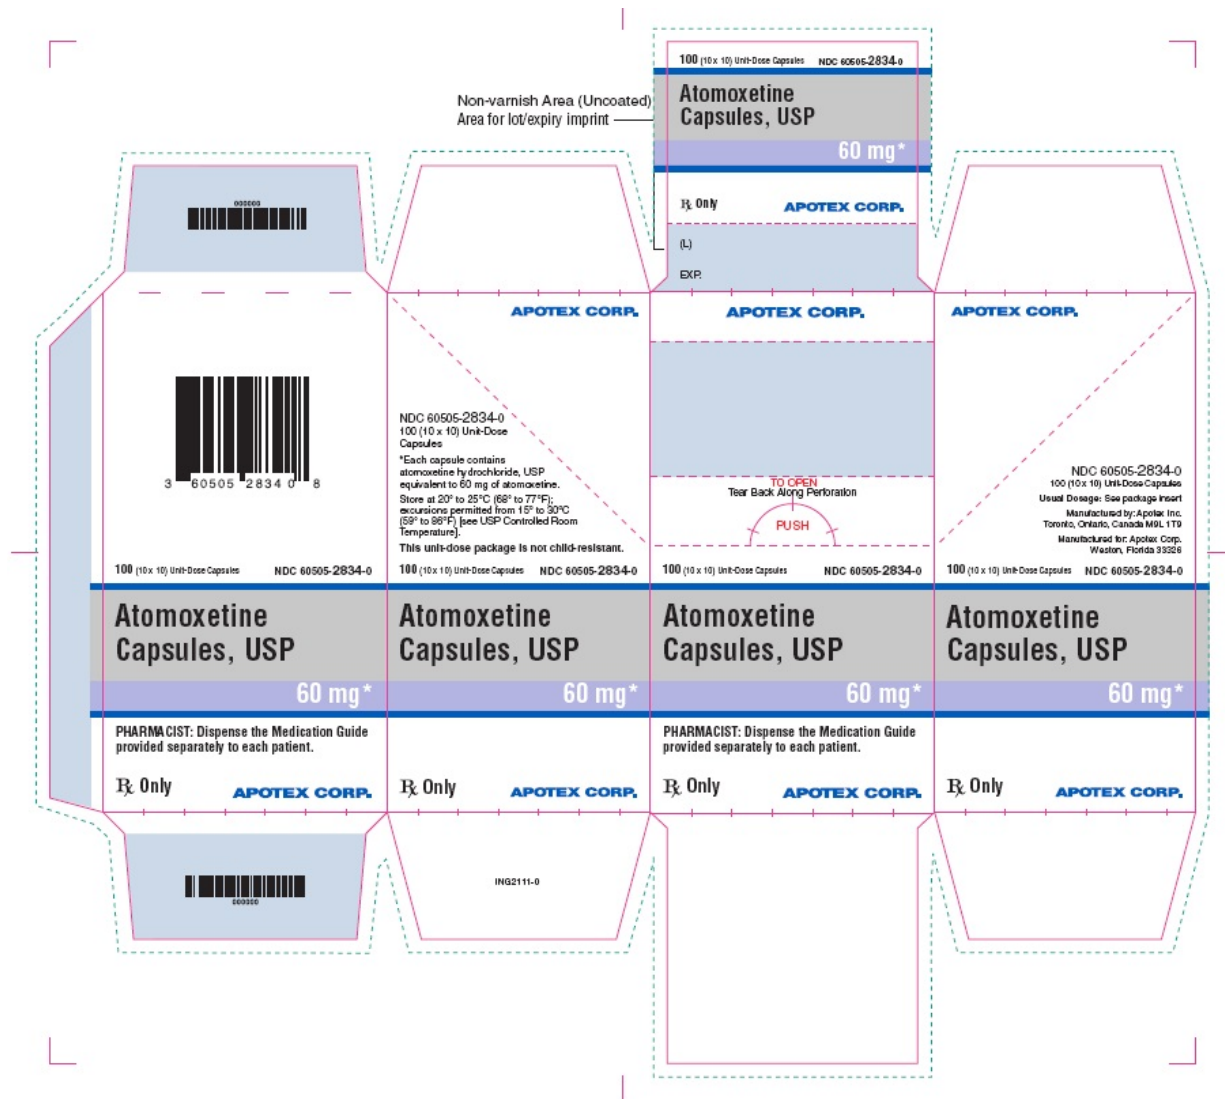 100 (10 x 10) Unit-Dose Capsules NDC 60505-2834-0
Non-varnish Area (Uncoated)
Area for lot/expiry imprint
Atomoxetine
Capsules, USP
60 mg*
Rx Only APOTEX CORP.
(L)
EXP.
000000
3 60505 28340 8
100 (10 x 10) Unit-Dose Capsules NDC 60505-2834-0
Atomoxetine
Capsules, USP
60 mg*
PHARMACIST: Dispense the Medication Guide
provided separately to each patient.
Rx Only APOTEX CORP.
000000
APOTEX CORP.
NDC 60505-2834-0
100 (10 x 10) Unit-Dose
Capsules
*Each capsule contains
atomoxetine hydrochloride, USP
equivalent to 60 mg of atomoxetine.
Store at 20° to 25°C (68° to 77°F);
excursions permitted from 15° to 30°C
(59° to 86°F) [see USP Controlled Room
Temperature].
This unit-dose package is not child-resistant.
100 (10 x 10) Unit-Dose Capsules NDC 60505-2834-0
Atomoxetine
Capsules, USP
60 mg*
Rx Only APOTEX CORP.
ING2111-0
APOTEX CORP.
TO OPEN
Tear Back Along Perforation
PUSH
100 (10 x 10) Unit-Dose Capsules NDC 60505-2834-0
Atomoxetine
Capsules, USP
60 mg*
PHARMACIST: Dispense the Medication Guide
provided separately to each patient.
Rx Only APOTEX CORP.
APOTEX CORP.
NDC 60505-2834-0
100 (10 x 10) Unit-Dose Capsules
Usual Dosage: See package insert
Manufactured by: Apotex Inc.
Toronto, Ontario, Canada M9L 1T9
Manufactured for: Apotex Corp.
Weston, Florida 33326
100 (10 x 10) Unit-Dose Capsules NDC 60505-2834-0
Atomoxetine
Capsules, USP
60 mg*
Rx Only APOTEX CORP.